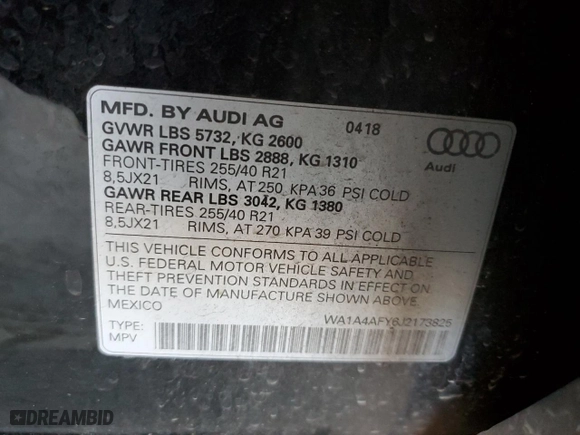 MFD. BY AUDI AG 0418
GVWR LBS 5732, KG 2600
GAWR FRONT LBS 2888, KG 1310
FRONT-TIRES 255/40 R21
8,5JX21 RIMS, AT 250 KPA 36 PSI COLD
GAWR REAR LBS 3042, KG 1380
REAR-TIRES 255/40 R21
8,5JX21 RIMS, AT 270 KPA 39 PSI COLD
Audi
THIS VEHICLE CONFORMS TO ALL APPLICABLE
U.S. FEDERAL MOTOR VEHICLE SAFETY AND
THEFT PREVENTION STANDARDS IN EFFECT ON
THE DATE OF MANUFACTURE SHOWN ABOVE.
MEXICO
WA1A4AFY6J2173825
TYPE:
MPV
DREAMBID